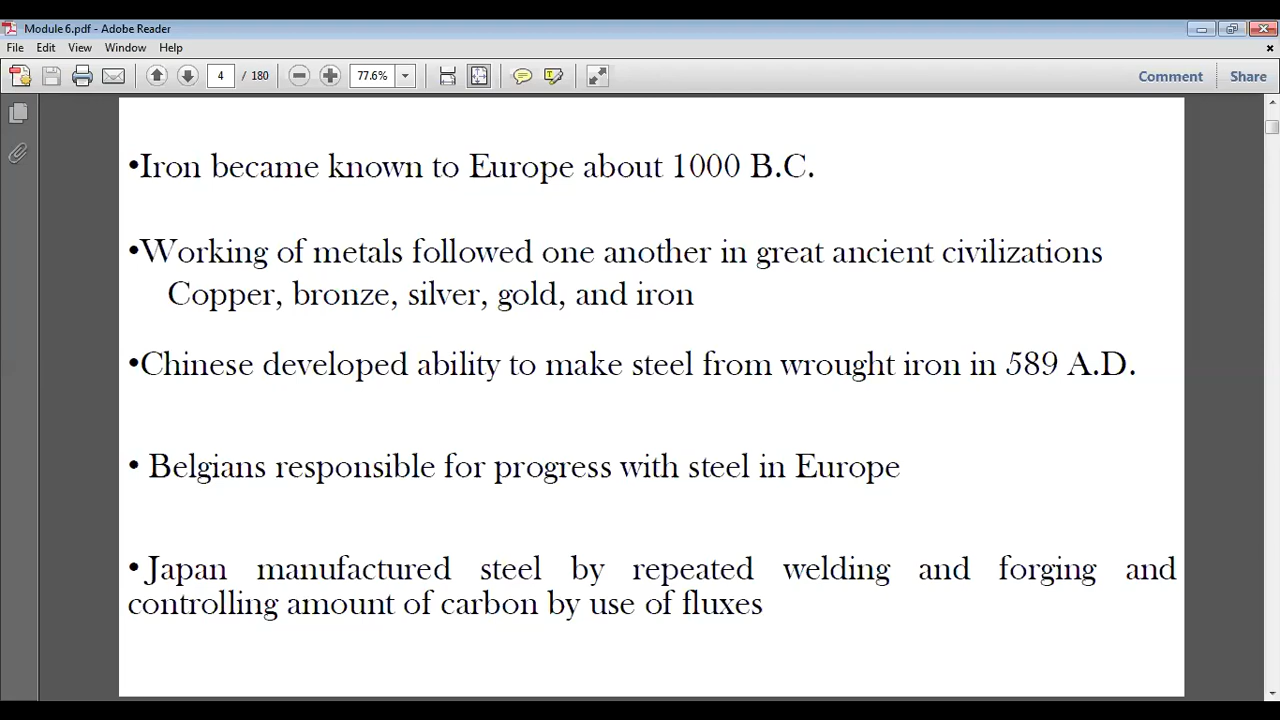 Module 6.pdf - Adobe Reader
File Edit View Window Help
4 / 180 77.6% Comment Share
•Iron became known to Europe about 1000 B.C.
•Working of metals followed one another in great ancient civilizations
Copper, bronze, silver, gold, and iron
•Chinese developed ability to make steel from wrought iron in 589 A.D.
• Belgians responsible for progress with steel in Europe
•Japan manufactured steel by repeated welding and forging and
controlling amount of carbon by use of fluxes